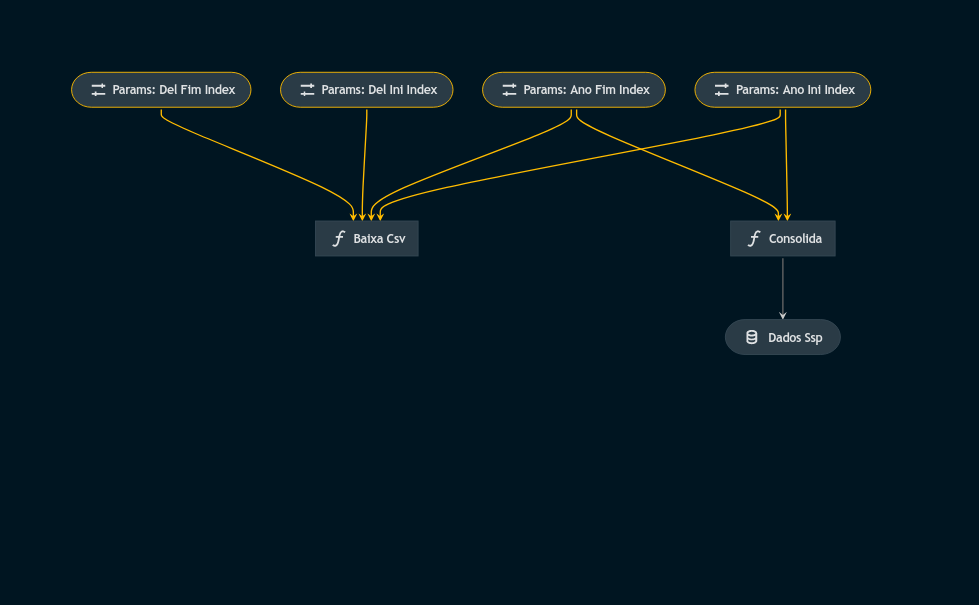 Params: Del Fim Index
Params: Del Ini Index
Params: Ano Fim Index
Params: Ano Ini Index
Baixa Csv
Consolida
Dados Ssp